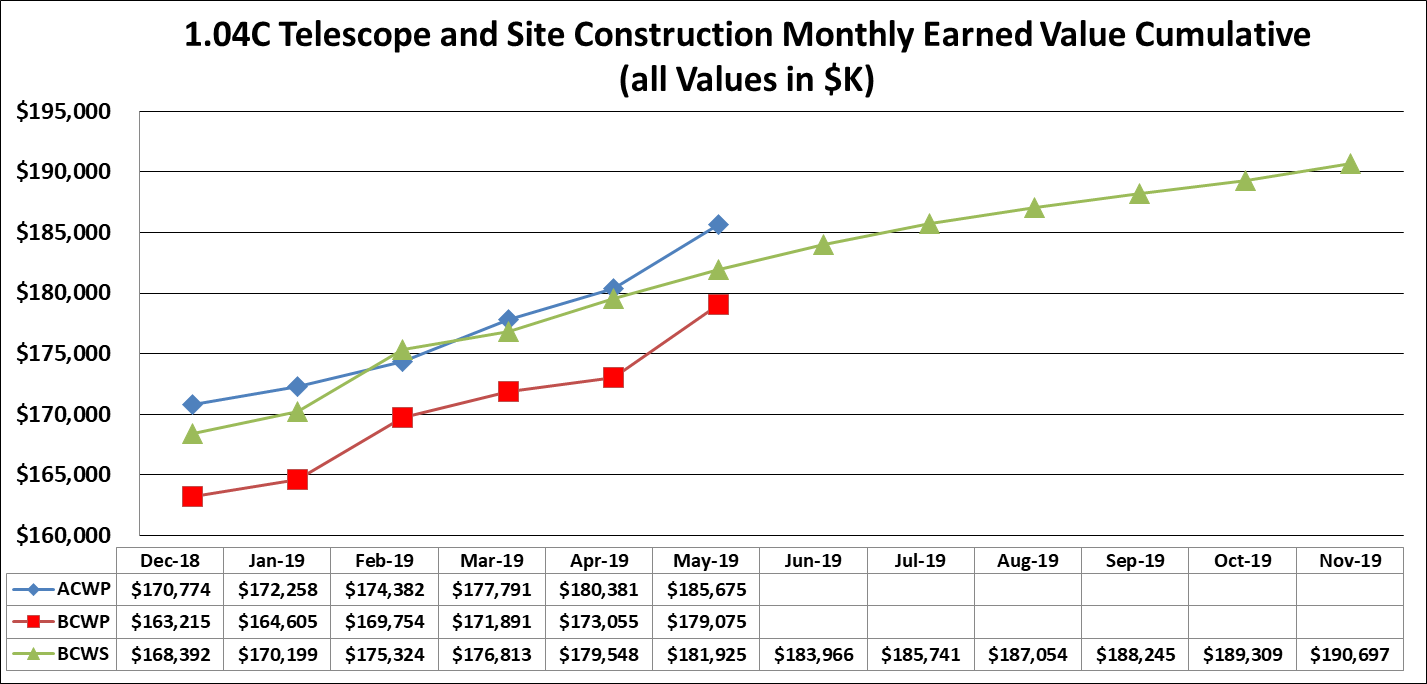 1.04C Telescope and Site Construction Monthly Earned Value Cumulative
(all Values in $K)
$195,000
$190,000
$185,000
$180,000
$175,000
$170,000
$165,000
$160,000
Dec-18 Jan-19 Feb-19 Mar-19 Apr-19 May-19 Jun-19 Jul-19 Aug-19 Sep-19 Oct-19 Nov-19
ACWP $170,774 $172,258 $174,382 $177,791 $180,381 $185,675
BCWP $163,215 $164,605 $169,754 $171,891 $173,055 $179,075
BCWS $168,392 $170,199 $175,324 $176,813 $179,548 $181,925 $183,966 $185,741 $187,054 $188,245 $189,309 $190,697